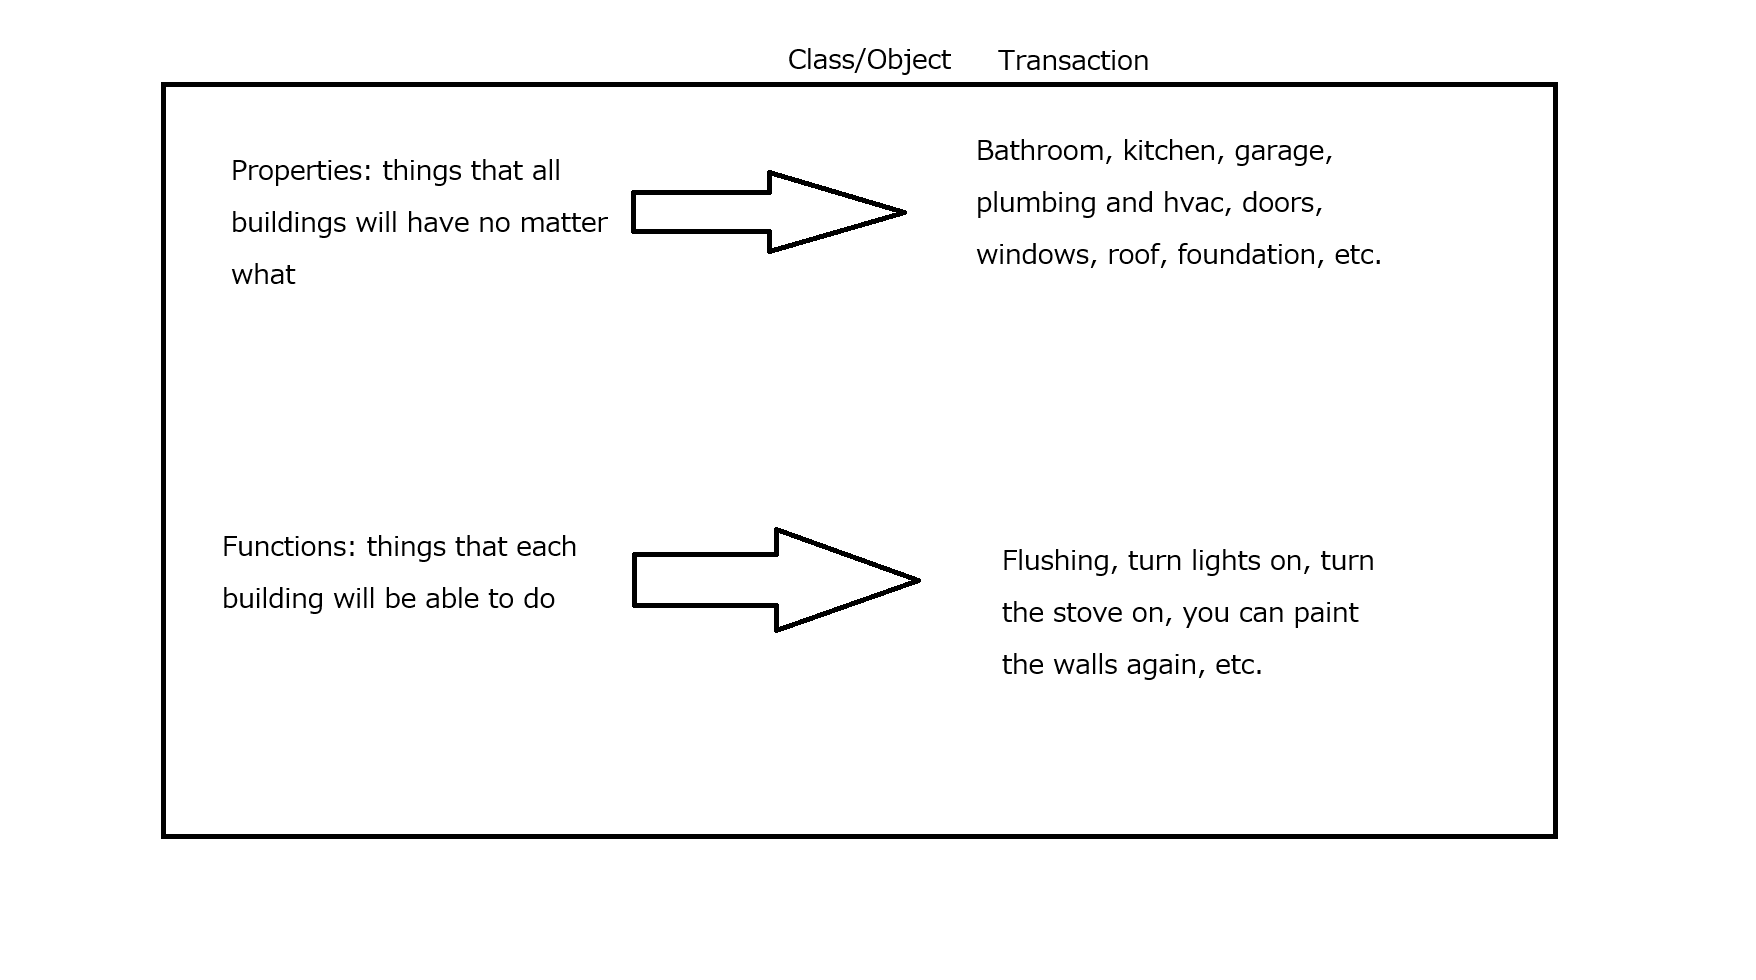 Class/Object Transaction
Properties: things that all
buildings will have no matter
what
Bathroom, kitchen, garage,
plumbing and hvac, doors,
windows, roof, foundation, etc.
Functions: things that each
building will be able to do
Flushing, turn lights on, turn
the stove on, you can paint
the walls again, etc.